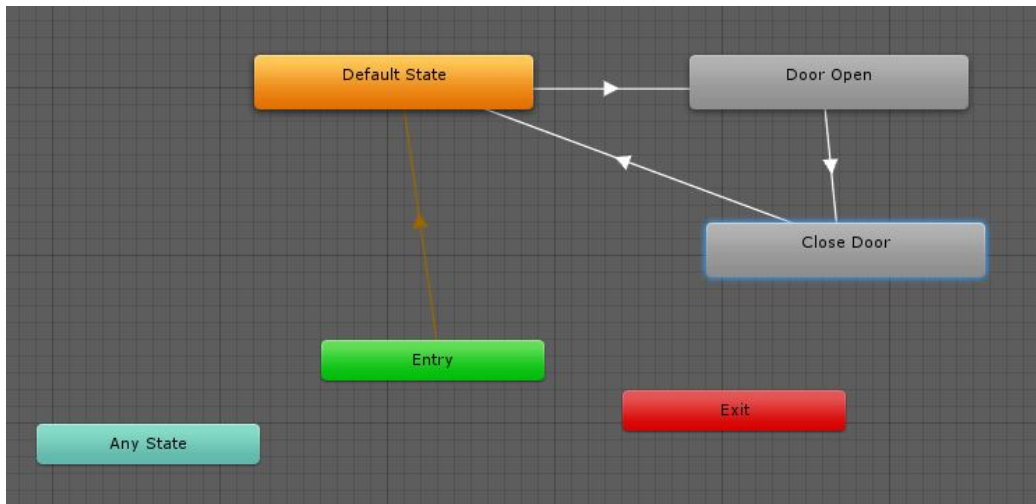 Default State
Door Open
Close Door
Entry
Exit
Any State